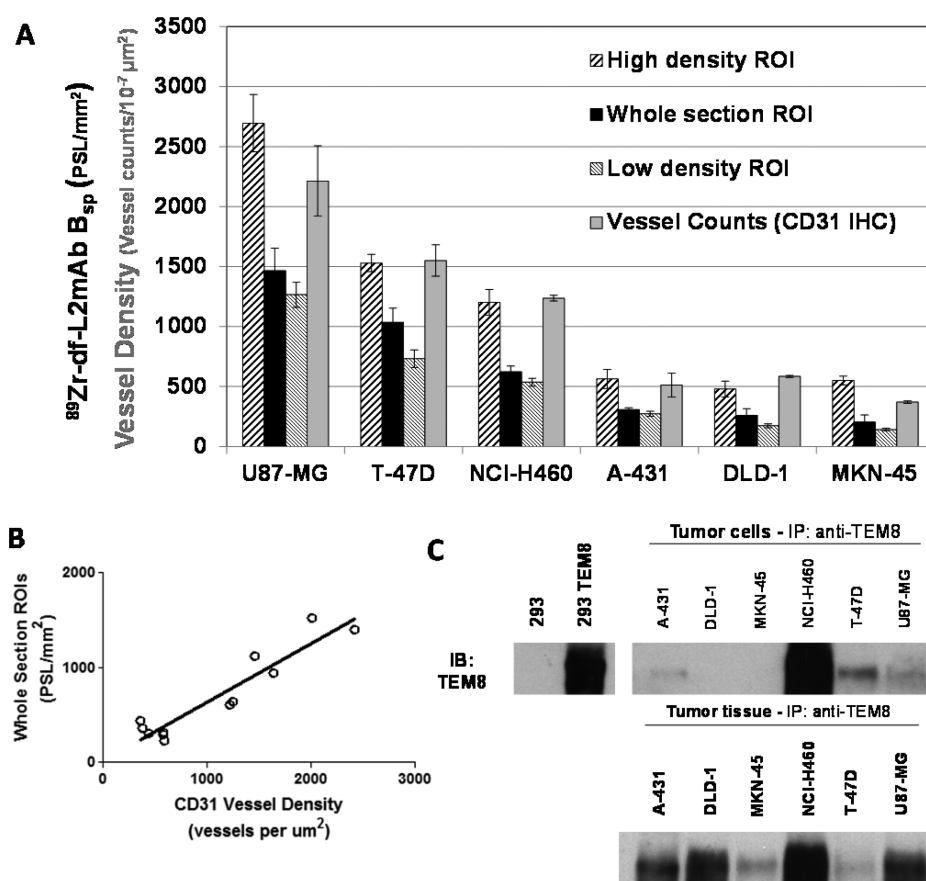 A
3500
3000
2500
2000
1500
1000
500
0
⁸⁹Zr-df-L2mAb Bsp (PSL/mm²)
Vessel Density (Vessel counts/10⁻⁷ µm²)
High density ROI
Whole section ROI
Low density ROI
Vessel Counts (CD31 IHC)
U87-MG T-47D NCI-H460 A-431 DLD-1 MKN-45
B
Whole Section ROIs
(PSL/mm²)
2000
1000
0
0 1000 2000 3000
CD31 Vessel Density
(vessels per um²)
C
Tumor cells - IP: anti-TEM8
293 293 TEM8 A-431 DLD-1 MKN-45 NCI-H460 T-47D U87-MG
IB:
TEM8
Tumor tissue - IP: anti-TEM8
A-431 DLD-1 MKN-45 NCI-H460 T-47D U87-MG